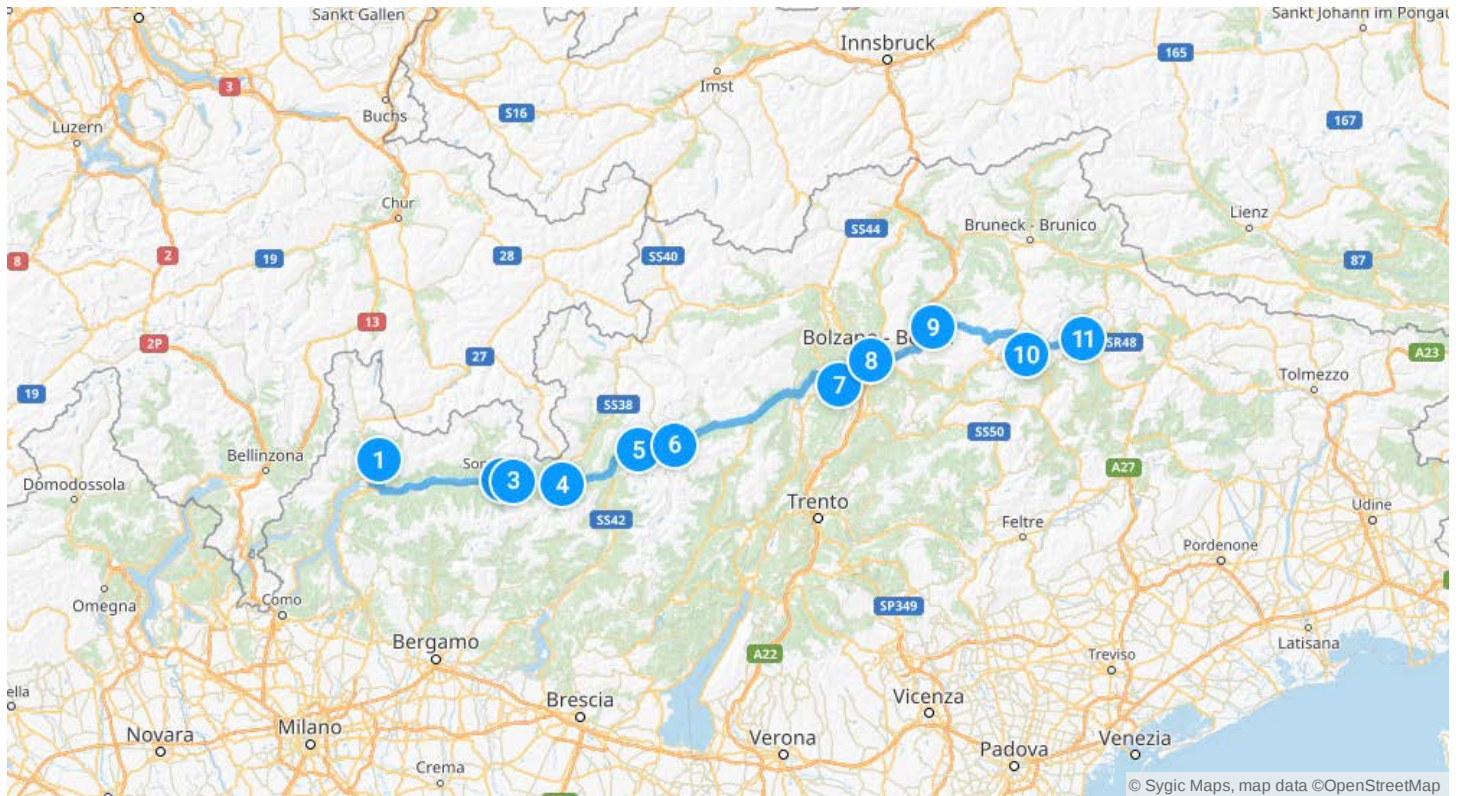 Sankt Gallen
Sankt Johann im Pongau
Innsbruck
165
Imst
3
S16
Buchs
167
Luzern
Chur
Lienz
SS44
Bruneck - Brunico
2
19
28
SS40
8
87
13
9
Bolzano - Bo
2P
8
10
11
SR48
A23
27
7
Tolmezzo
19
SS38
SS50
5
6
Bellinzona
1
So
A27
Domodossola
3
4
Trento
SS42
Udine
Feltre
Pordenone
Como
Omegna
SP349
Bergamo
Latisana
A22
Treviso
ella
Brescia
Vicenza
Milano
Novara
Verona
Venezia
Padova
Crema
© Sygic Maps, map data ©OpenStreetMap